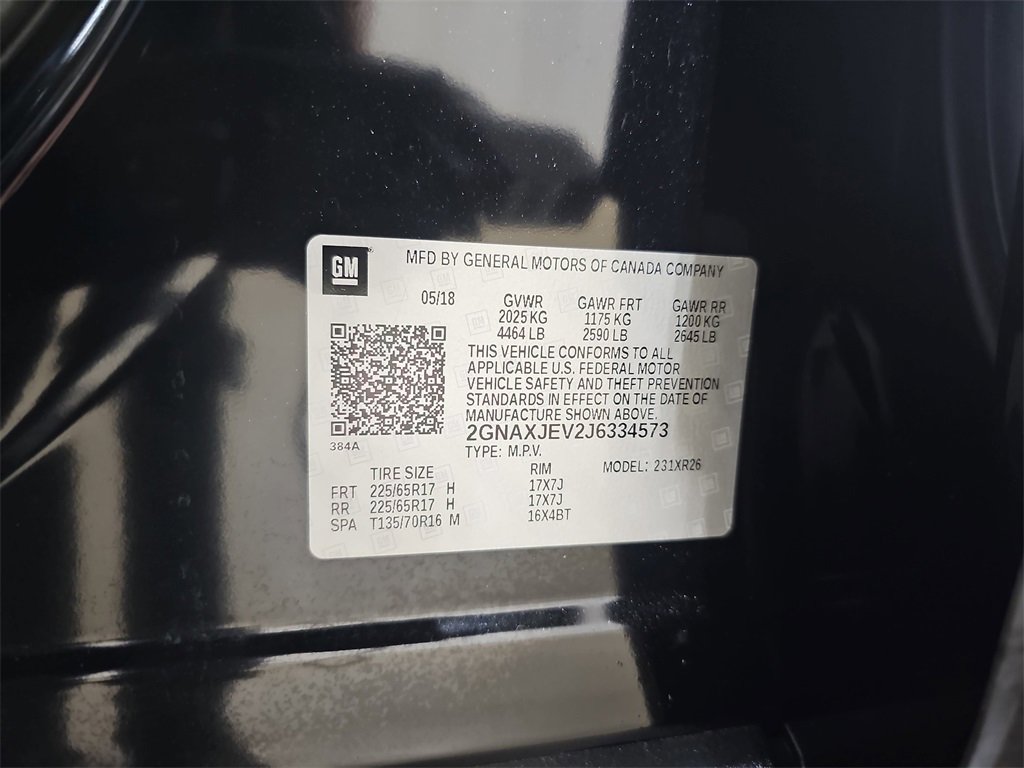 GM
MFD BY GENERAL MOTORS OF CANADA COMPANY
05/18 GVWR GAWR FRT GAWR RR
2025 KG 1175 KG 1200 KG
4464 LB 2590 LB 2645 LB
THIS VEHICLE CONFORMS TO ALL
APPLICABLE U.S. FEDERAL MOTOR
VEHICLE SAFETY AND THEFT PREVENTION
STANDARDS IN EFFECT ON THE DATE OF
MANUFACTURE SHOWN ABOVE.
2GNAXJEV2J6334573
384A
TYPE: M.P.V.
TIRE SIZE RIM MODEL: 231XR26
FRT 225/65R17 H 17X7J
RR 225/65R17 H 17X7J
SPA T135/70R16 M 16X4BT